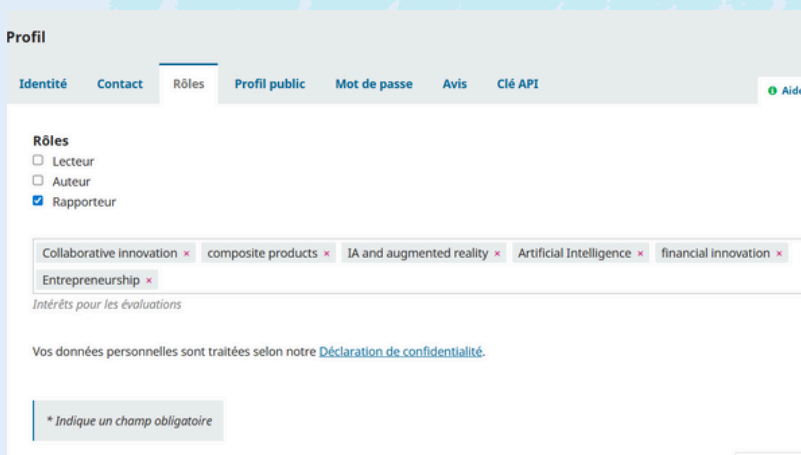 Profil
Identité Contact Rôles Profil public Mot de passe Avis Clé API
Aide
Rôles
Lecteur
Auteur
Rapporteur
Collaborative innovation × composite products × IA and augmented reality × Artificial Intelligence × financial innovation ×
Entrepreneurship ×
Intérêts pour les évaluations
Vos données personnelles sont traitées selon notre Déclaration de confidentialité.
* Indique un champ obligatoire